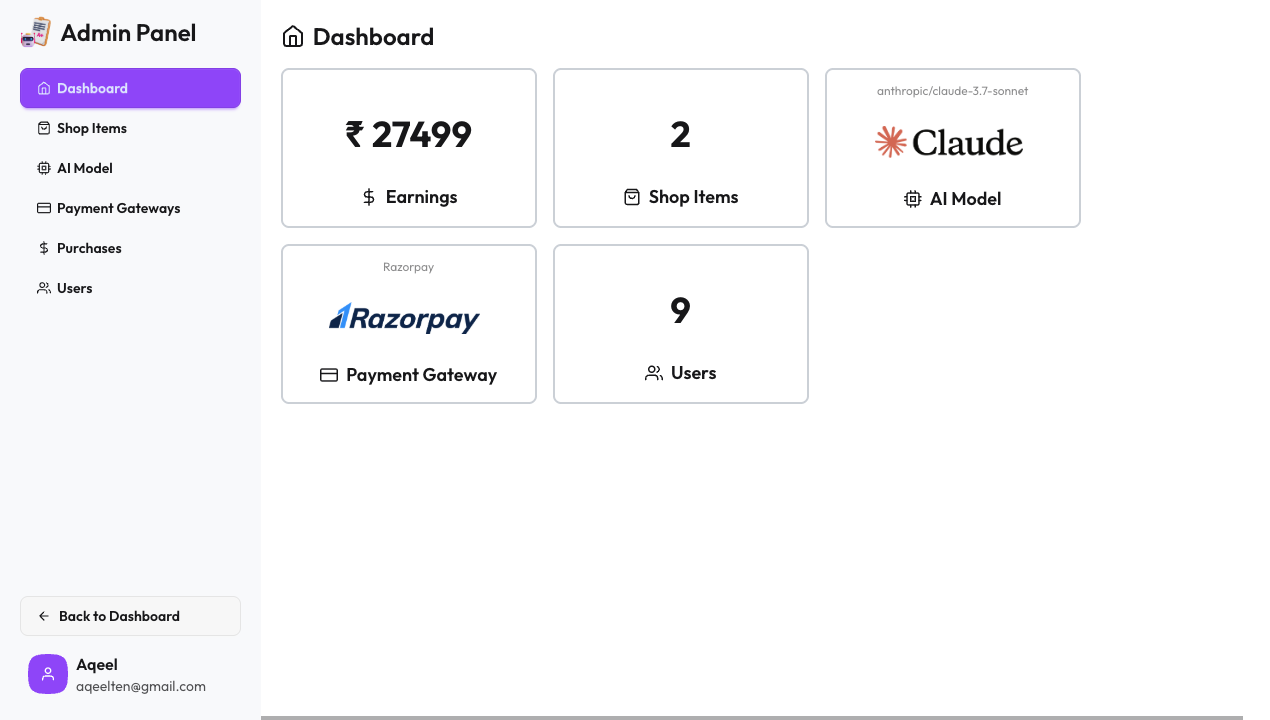 Admin Panel
Dashboard
Shop Items
AI Model
Payment Gateways
Purchases
Users
Back to Dashboard
Aqeel
aqeelten@gmail.com
Dashboard
₹ 27499
Earnings
2
Shop Items
anthropic/claude-3.7-sonnet
Claude
AI Model
Razorpay
Razorpay
Payment Gateway
9
Users